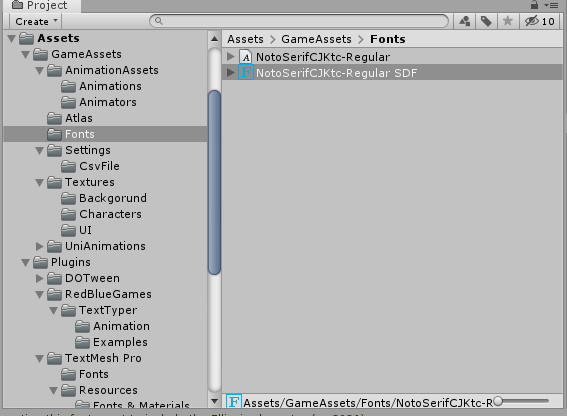 Project
Create
10
Assets
GameAssets
AnimationAssets
Animations
Animators
Atlas
Fonts
Settings
CsvFile
Textures
Backgorund
Characters
UI
UniAnimations
Plugins
DOTween
RedBlueGames
TextTyper
Animation
Examples
TextMesh Pro
Fonts
Resources
Fonts & Materials
Assets > GameAssets > Fonts
NotoSerifCJKtc-Regular
NotoSerifCJKtc-Regular SDF
Assets/GameAssets/Fonts/NotoSerifCJKtc-R